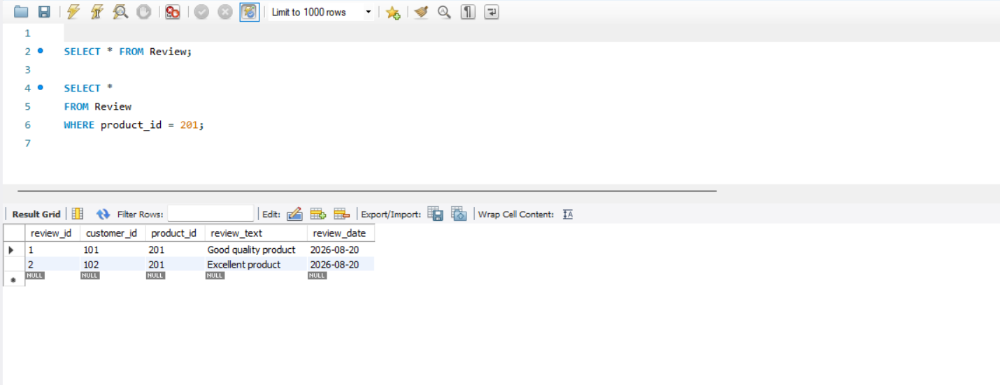 Limit to 1000 rows
1
2 SELECT * FROM Review;
3
4 SELECT *
5 FROM Review
6 WHERE product_id = 201;
7
Result Grid Filter Rows: Edit: Export/Import: Wrap Cell Content:
review_id customer_id product_id review_text review_date
1 101 201 Good quality product 2026-08-20
2 102 201 Excellent product 2026-08-20
NULL NULL NULL NULL NULL